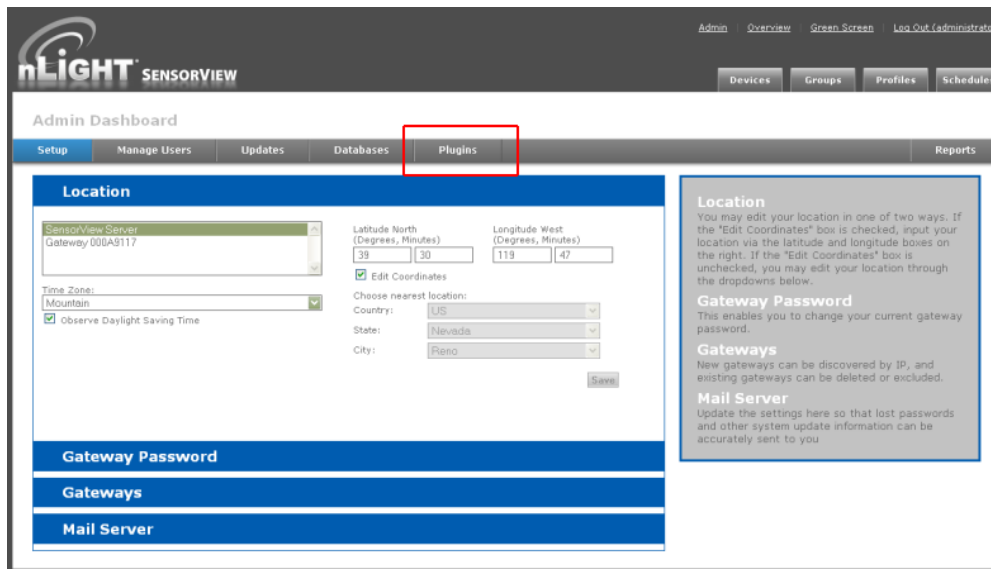 Admin Overview Green Screen Log Out (administrato
nLIGHT SENSORVIEW
Devices Groups Profiles Schedule
Admin Dashboard
Setup Manage Users Updates Databases Plugins Reports
Location
SensorView Server
Gateway 000A9117
Time Zone:
Mountain
Observe Daylight Saving Time
Latitude North
(Degrees, Minutes)
39 30
Longitude West
(Degrees, Minutes)
119 47
Edit Coordinates
Choose nearest location:
Country: US
State: Nevada
City: Reno
Save
Gateway Password
Gateways
Mail Server
Location
You may edit your location in one of two ways. If
the "Edit Coordinates" box is checked, input your
location via the latitude and longitude boxes on
the right. If the "Edit Coordinates" box is
unchecked, you may edit your location through
the dropdowns below.
Gateway Password
This enables you to change your current gateway
password.
Gateways
New gateways can be discovered by IP, and
existing gateways can be deleted or excluded.
Mail Server
Update the settings here so that lost passwords
and other system update information can be
accurately sent to you